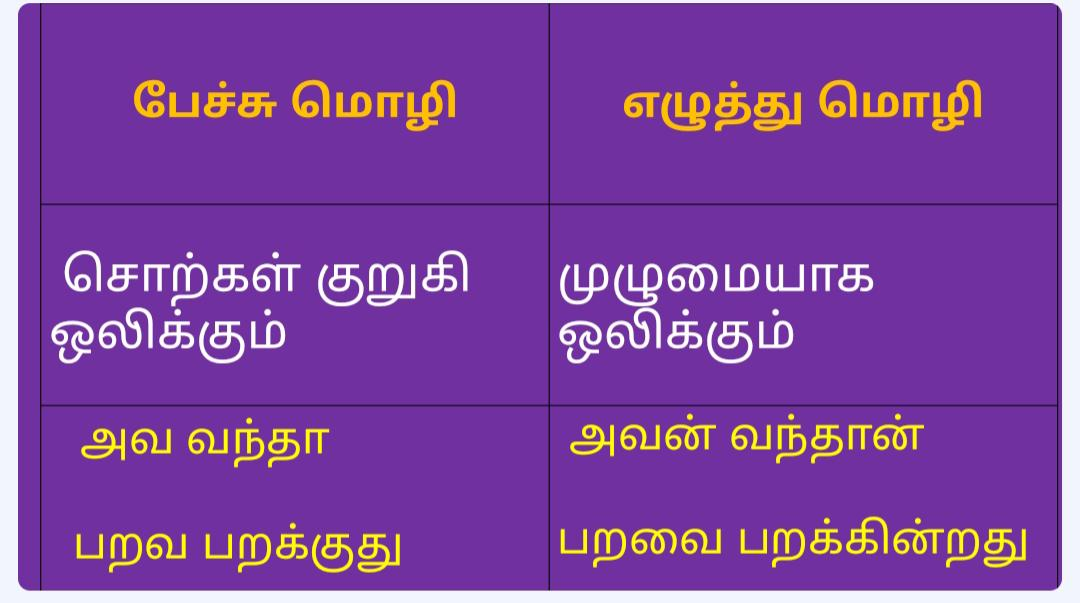 பேச்சு மொழி
எழுத்து மொழி
சொற்கள் குறுகி
ஒலிக்கும்
முழுமையாக
ஒலிக்கும்
அவ வந்தா
அவன் வந்தான்
பறவ பறக்குது
பறவை பறக்கின்றது